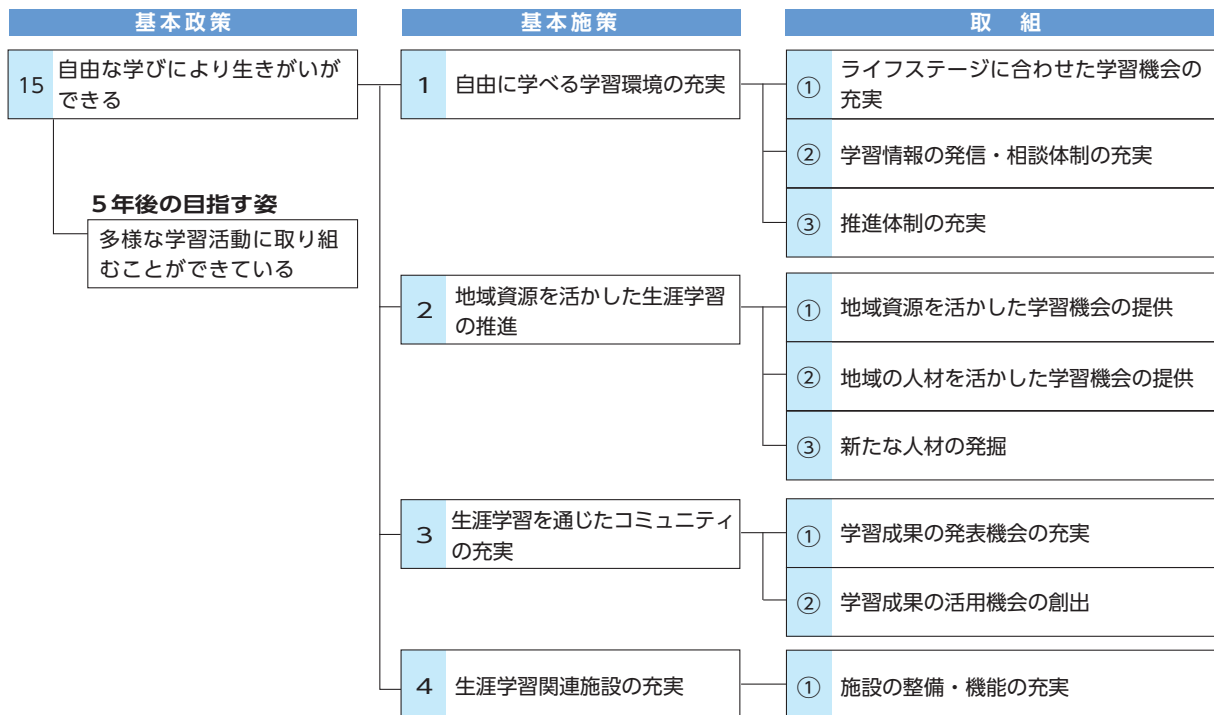 基本政策
基本施策
取　組
15
自由な学びにより生きがいが
できる
5年後の目指す姿
多様な学習活動に取り組
むことができている
1
自由に学べる学習環境の充実
①
ライフステージに合わせた学習機会の
充実
②
学習情報の発信・相談体制の充実
③
推進体制の充実
2
地域資源を活かした生涯学習
の推進
①
地域資源を活かした学習機会の提供
②
地域の人材を活かした学習機会の提供
③
新たな人材の発掘
3
生涯学習を通じたコミュニティ
の充実
①
学習成果の発表機会の充実
②
学習成果の活用機会の創出
4
生涯学習関連施設の充実
①
施設の整備・機能の充実